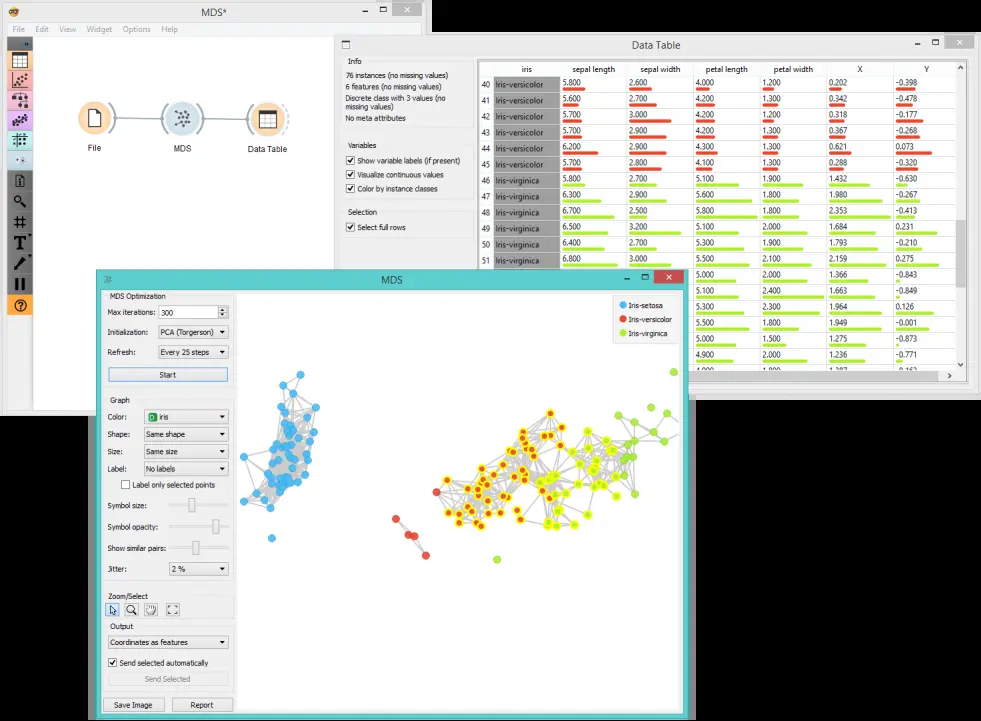 MDS*
File Edit View Widget Options Help
File
MDS
Data Table
Data Table
Info
76 instances (no missing values)
6 features (no missing values)
Discrete class with 3 values (no
missing values)
No meta attributes
Variables
Show variable labels (if present)
Visualize continuous values
Color by instance classes
Selection
Select full rows
iris sepal length sepal width petal length petal width X Y
40 Iris-versicolor 5.800 2.600 4.000 1.200 0.202 -0.398
41 Iris-versicolor 5.600 2.700 4.200 1.300 0.342 -0.478
42 Iris-versicolor 5.700 3.000 4.200 1.200 0.318 -0.177
43 Iris-versicolor 5.700 2.900 4.200 1.300 0.367 -0.268
44 Iris-versicolor 6.200 2.900 4.300 1.300 0.621 0.073
45 Iris-versicolor 5.700 2.800 4.100 1.300 0.288 -0.320
46 Iris-virginica 5.800 2.700 5.100 1.900 1.432 -0.630
47 Iris-virginica 6.300 2.900 5.600 1.800 1.980 -0.267
48 Iris-virginica 6.700 2.500 5.800 1.800 2.353 -0.413
49 Iris-virginica 6.500 3.200 5.100 2.000 1.684 0.231
50 Iris-virginica 6.400 2.700 5.300 1.900 1.793 -0.210
51 Iris-virginica 6.800 3.000 5.500 2.100 2.159 0.275
5.000 2.000 1.366 -0.843
5.100 2.400 1.663 -0.849
5.300 2.300 1.964 0.126
5.500 1.800 1.949 -0.001
5.000 1.500 1.275 -0.873
4.900 2.000 1.236 -0.771
MDS
MDS Optimization
Max iterations: 300
Initialization: PCA (Torgerson)
Refresh: Every 25 steps
Start
Graph
Color: D iris
Shape: Same shape
Size: Same size
Label: No labels
Label only selected points
Symbol size:
Symbol opacity:
Show similar pairs:
Jitter: 2 %
Zoom/Select
Output
Coordinates as features
Send selected automatically
Send Selected
Save Image Report
Iris-setosa
Iris-versicolor
Iris-virginica